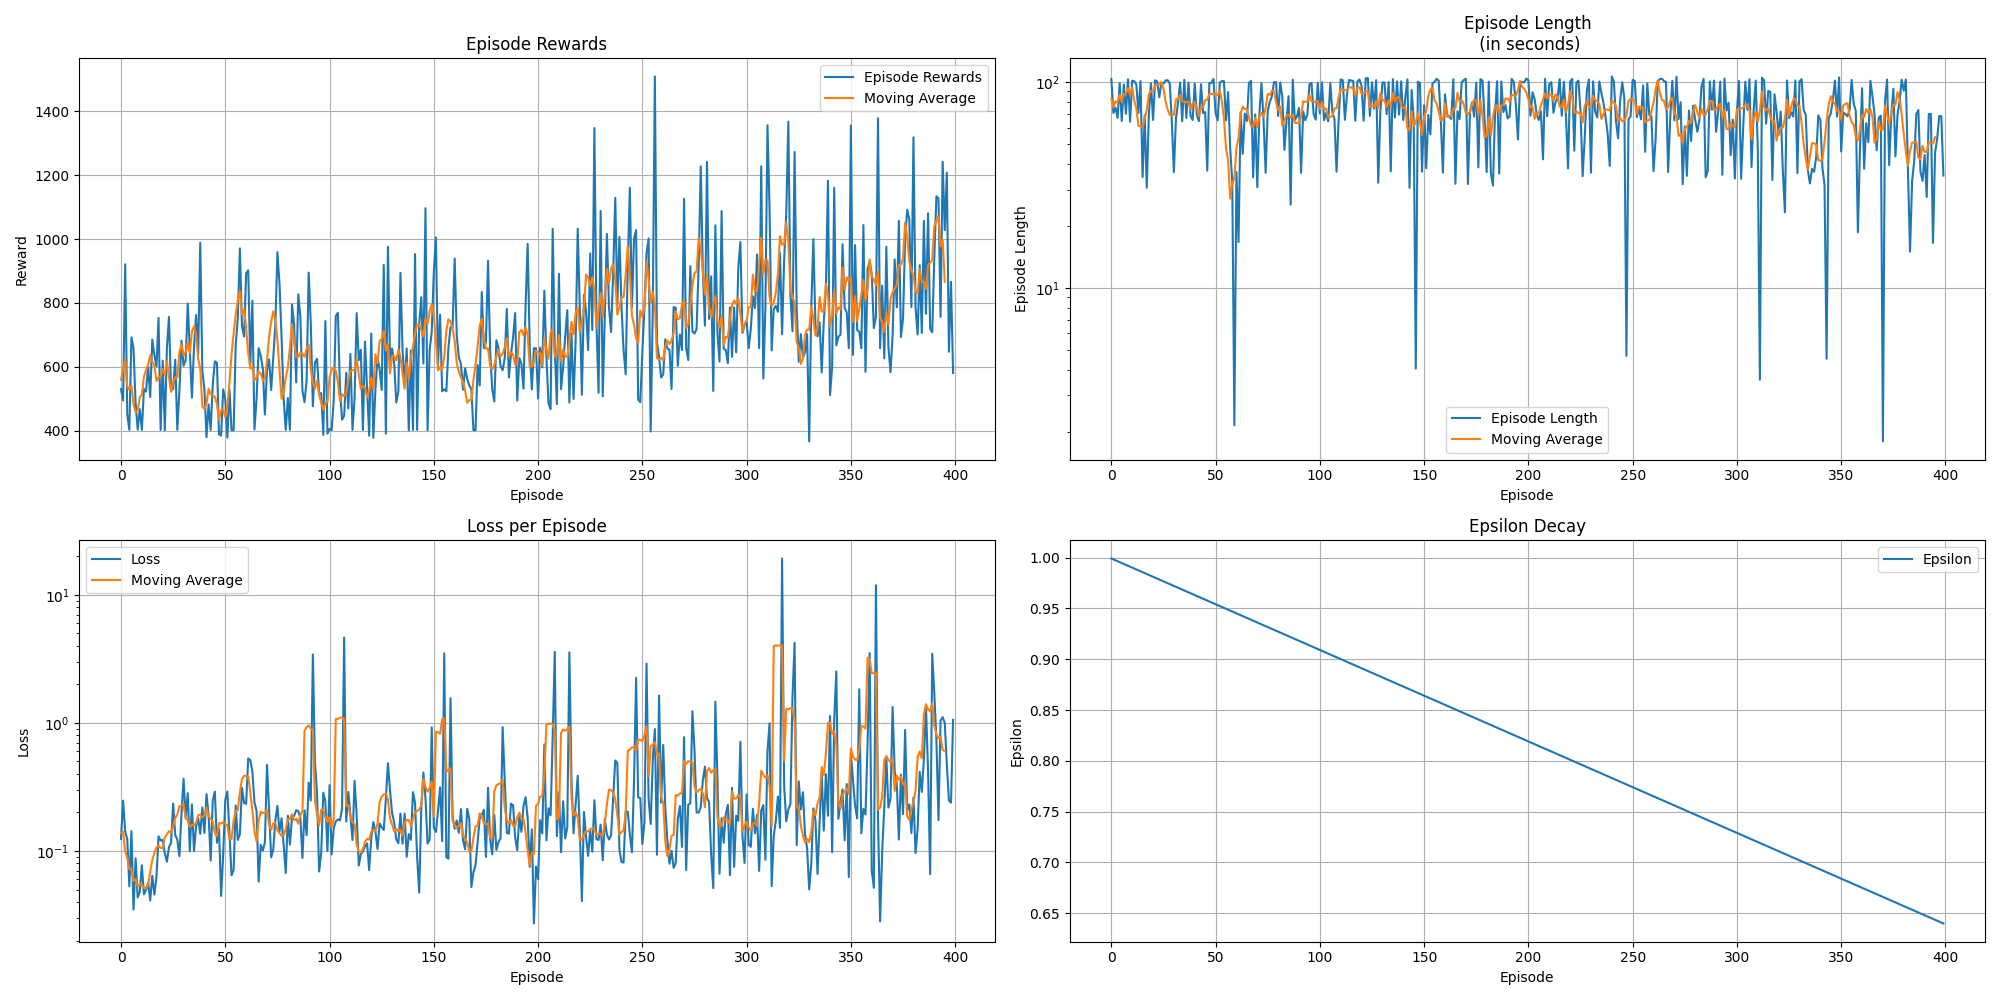 Episode Rewards
Episode Rewards
Moving Average
1400
1200
1000
800
600
400
Reward
0 50 100 150 200 250 300 350 400
Episode
Episode Length
(in seconds)
10²
10¹
Episode Length
Episode Length
Moving Average
0 50 100 150 200 250 300 350 400
Episode
Loss per Episode
Loss
Moving Average
10¹
10⁰
10⁻¹
Loss
0 50 100 150 200 250 300 350 400
Episode
Epsilon Decay
Epsilon
1.00
0.95
0.90
0.85
0.80
0.75
0.70
0.65
Epsilon
0 50 100 150 200 250 300 350 400
Episode